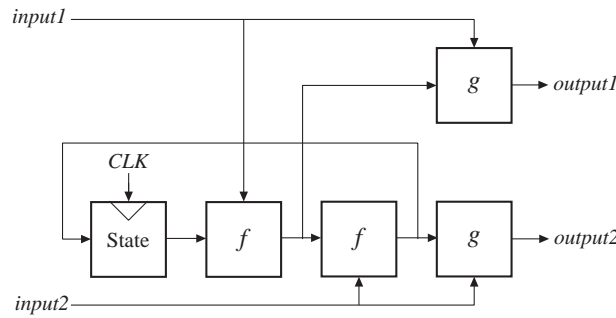 input1
g
output1
CLK
State
f
f
g
output2
input2